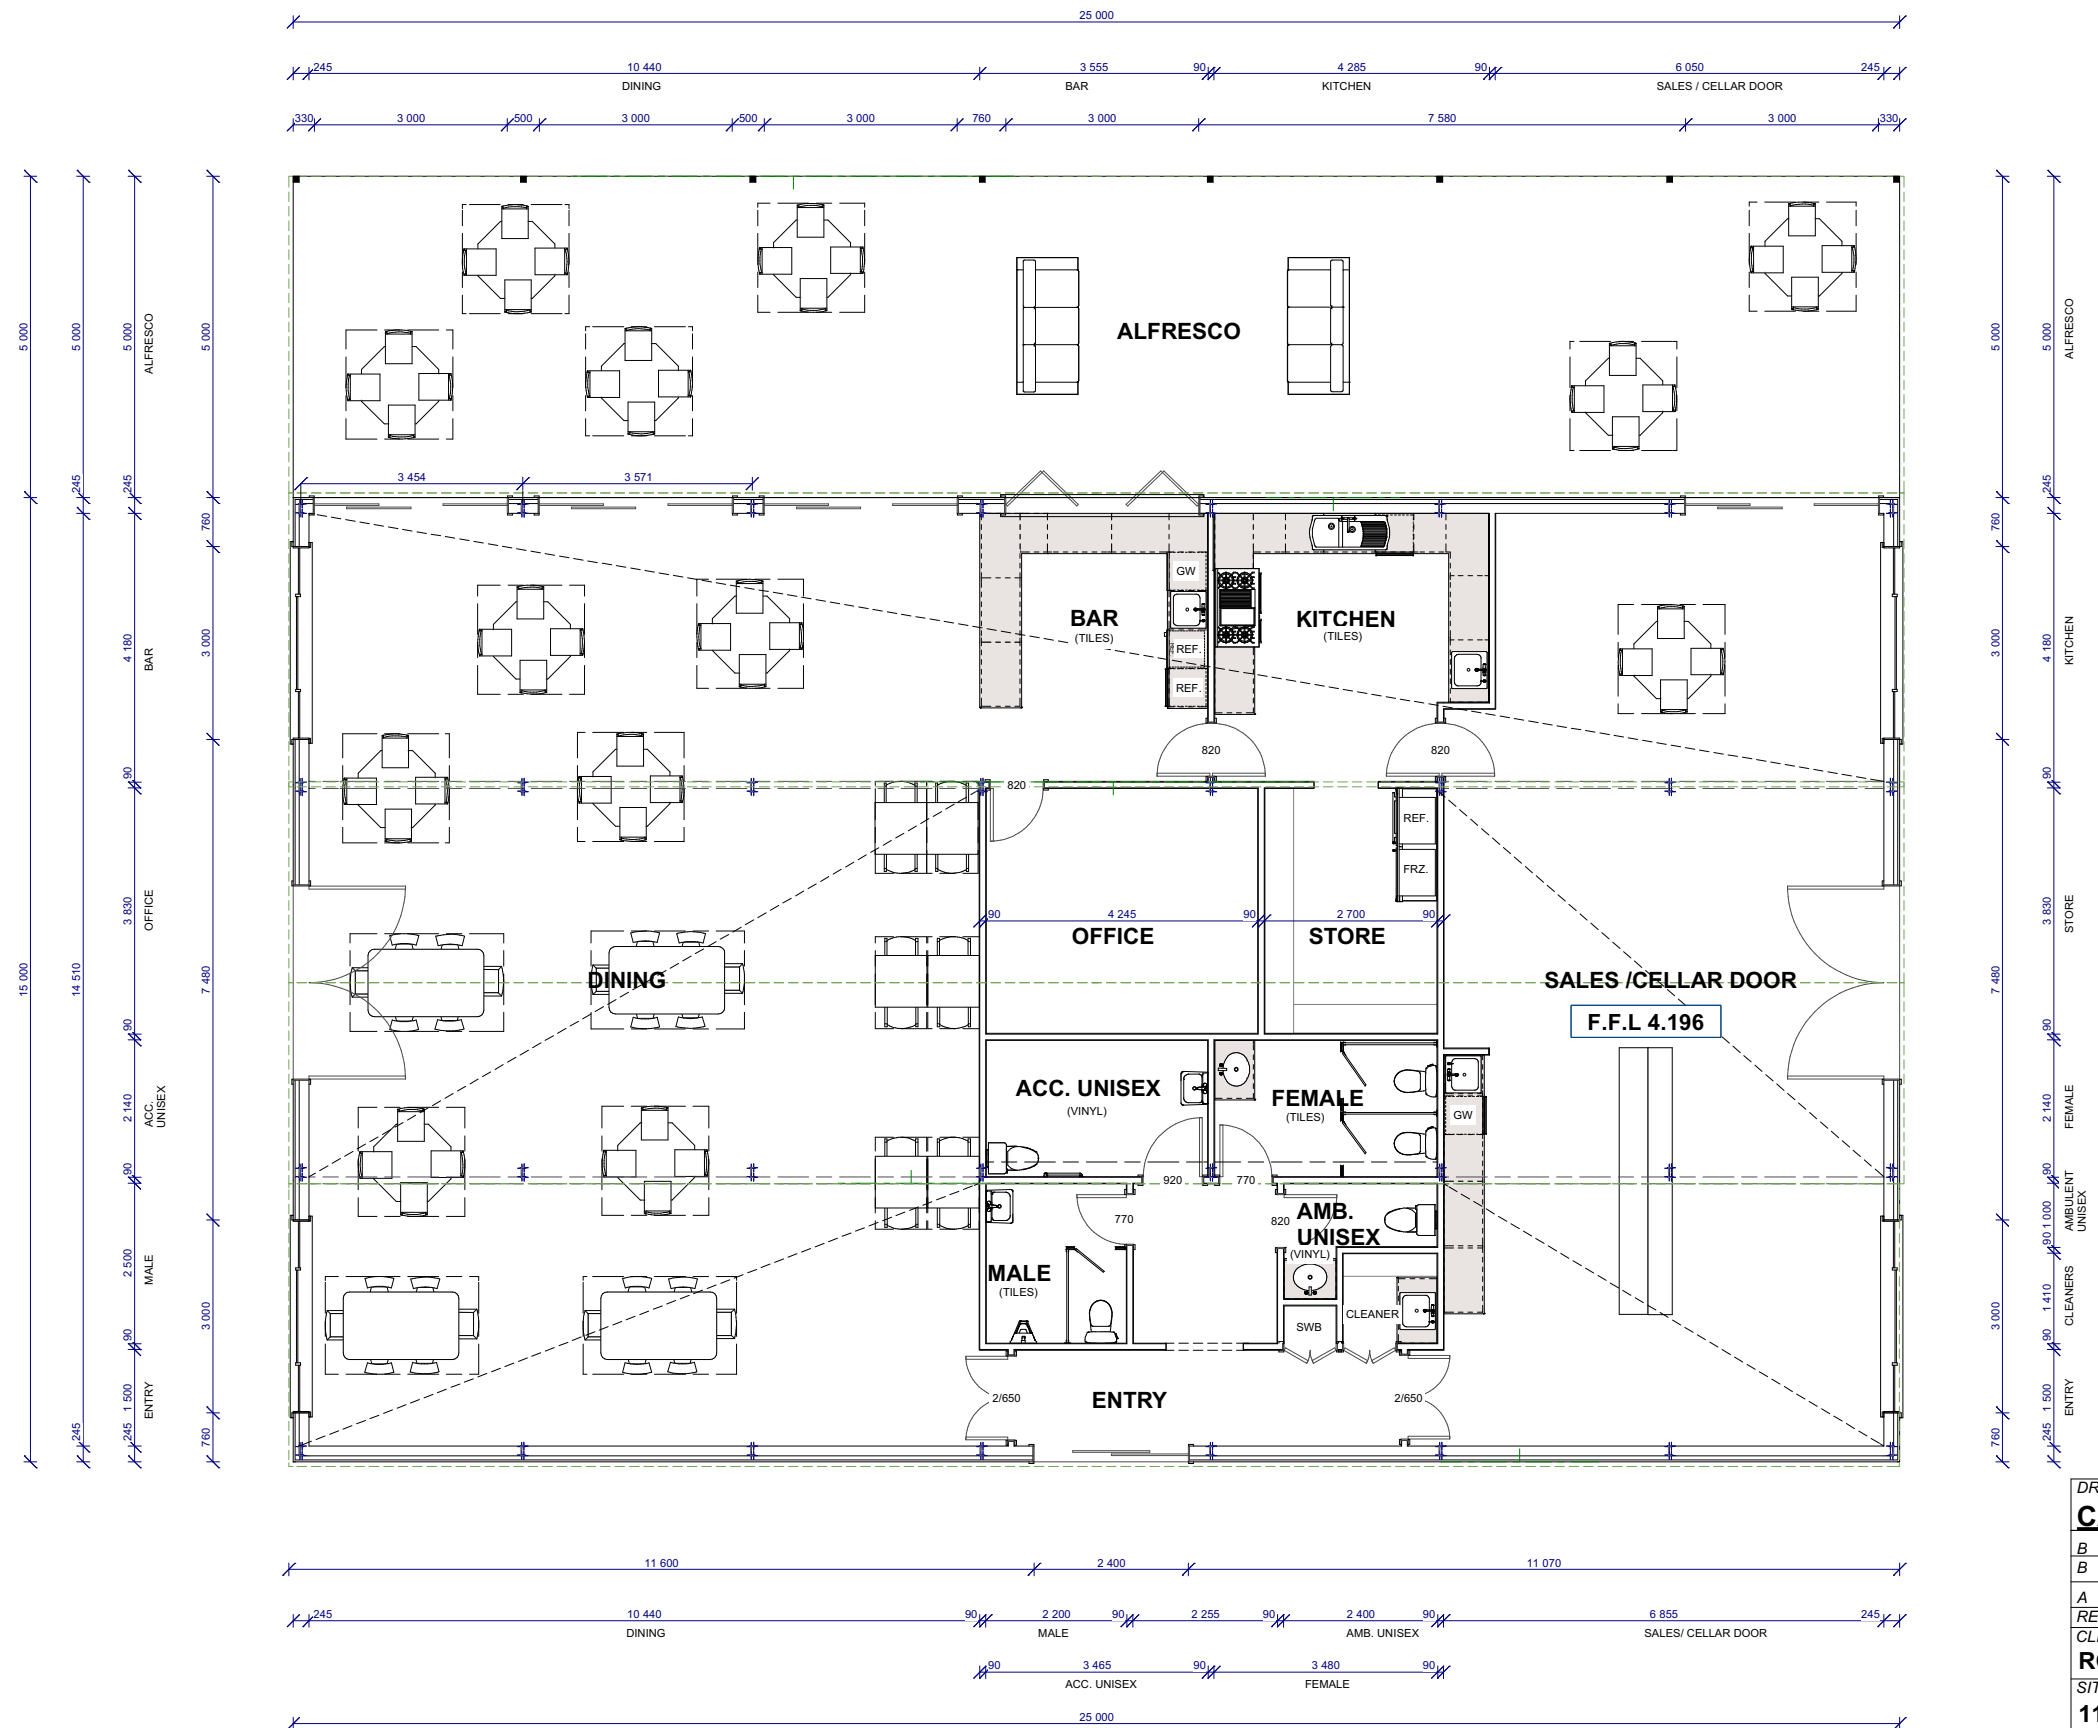 25 000
245 10 440 3 555 90 4 285 90 6 050 245
DINING BAR KITCHEN SALES / CELLAR DOOR
330 3 000 500 3 000 500 3 000 760 3 000 7 580 3 000 330
5 000
5 000
5 000
ALFRESCO
5 000
ALFRESCO
5 000
5 000
ALFRESCO
3 454 3 571
245
245
245
760
760
GW
BAR
(TILES)
KITCHEN
(TILES)
REF.
REF.
4 180
BAR
3 000
3 000
4 180
KITCHEN
820
820
820
90
90
REF.
FRZ.
90 4 245 90 2 700 90
OFFICE
STORE
3 830
OFFICE
3 830
STORE
15 000
14 510
7 480
7 480
DINING
SALES /CELLAR DOOR
F.F.L 4.196
90
90
ACC. UNISEX
(VINYL)
FEMALE
(TILES)
GW
2 140
ACC.
UNISEX
2 140
FEMALE
90
90
920
770
770
820
AMB.
UNISEX
(VINYL)
1 000
AMBULENT
UNISEX
90
MALE
(TILES)
2 500
MALE
3 000
3 000
1 410
CLEANERS
SWB
CLEANER
90
90
2/650
ENTRY
2/650
1 500
ENTRY
1 500
ENTRY
245
245
760
760
245
11 600 2 400 11 070
245 10 440 90 2 200 90 2 255 90 2 400 90 6 855 245
DINING MALE AMB. UNISEX SALES/ CELLAR DOOR
90 3 465 90 3 480 90
ACC. UNISEX FEMALE
25 000
DR
C
B
B
A
RE
CLI
R
SIT
11